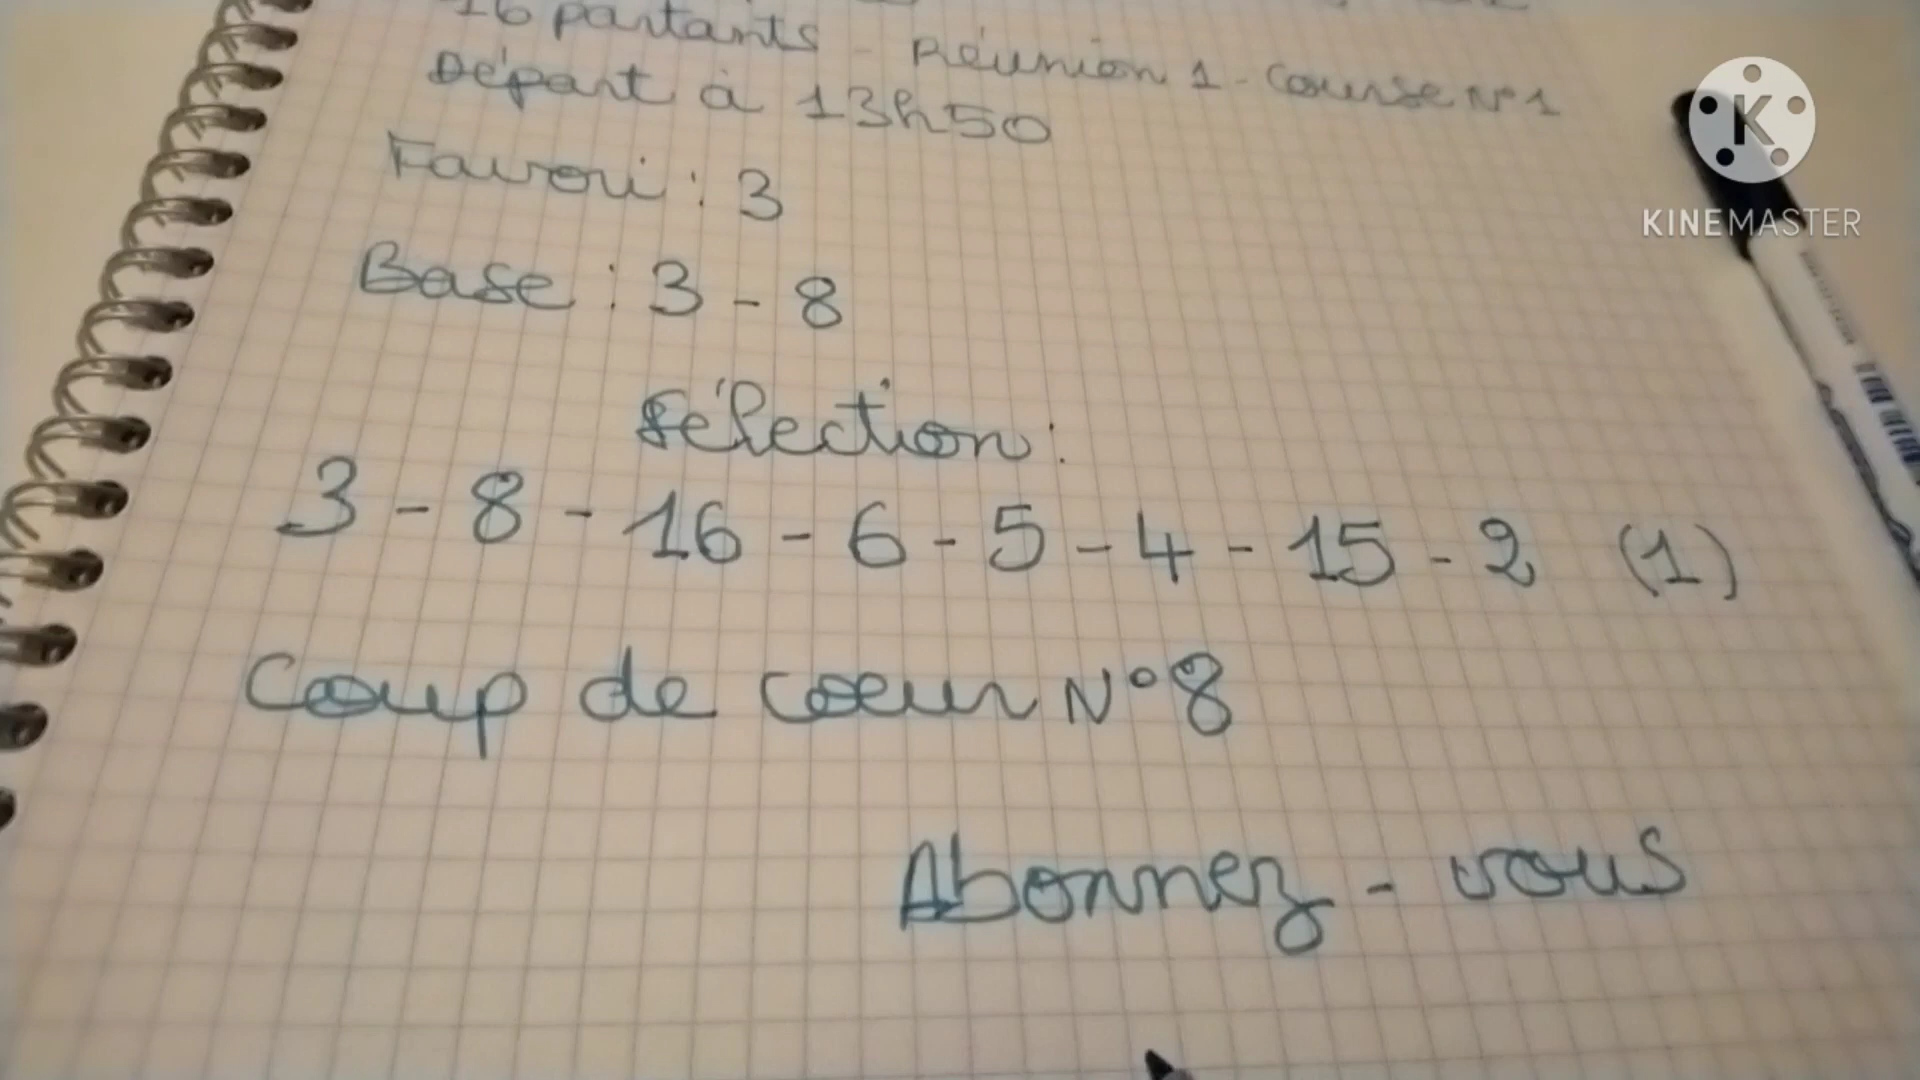 16 partants - Réunion 1 - Course N°1
Départ à 13h50
Favori : 3
Base : 3 - 8
Sélection :
3 - 8 - 16 - 6 - 5 - 4 - 15 - 2 (1)
Coup de coeur N°8
Abonnez - vous
K
KINEMASTER